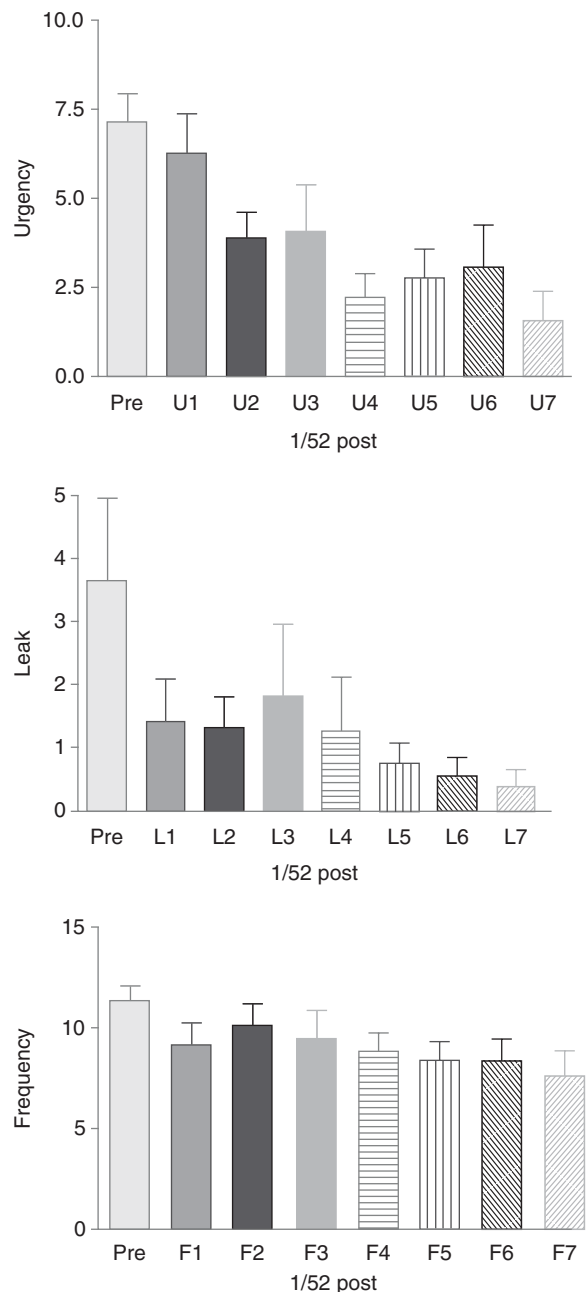 10.0
7.5
5.0
2.5
0.0
Urgency
Pre U1 U2 U3 U4 U5 U6 U7
1/52 post
5
4
3
2
1
0
Leak
Pre L1 L2 L3 L4 L5 L6 L7
1/52 post
15
10
5
0
Frequency
Pre F1 F2 F3 F4 F5 F6 F7
1/52 post